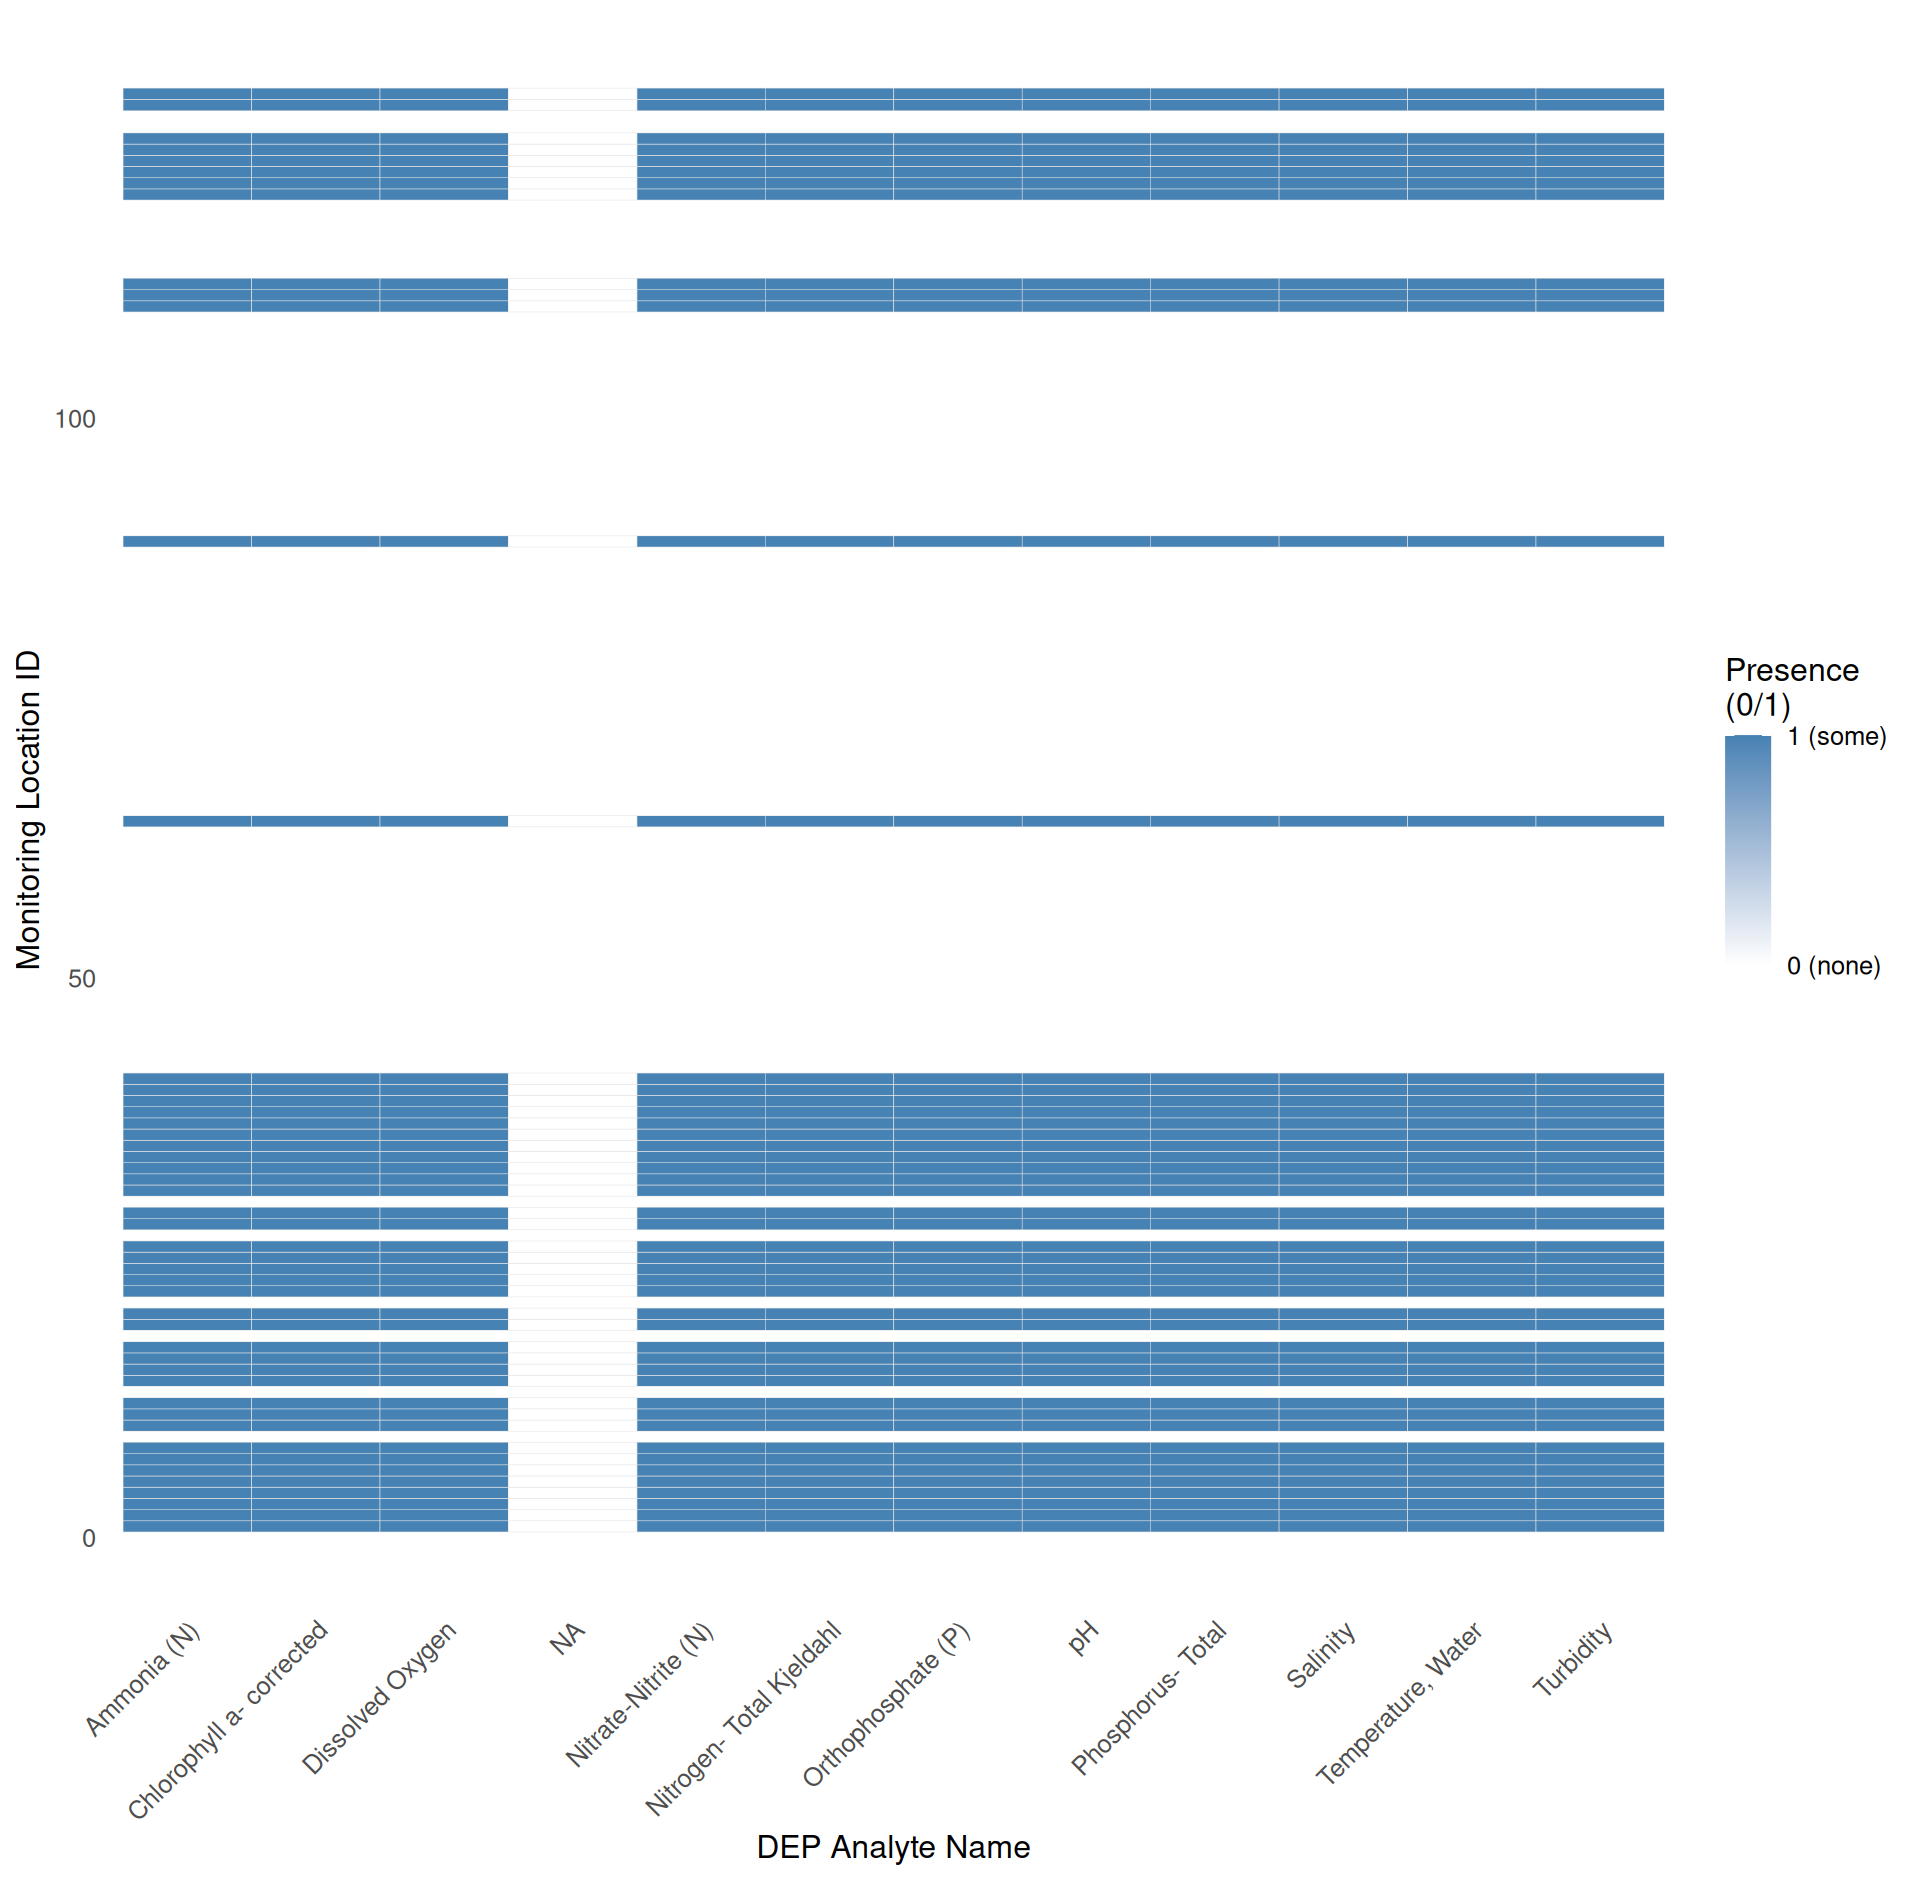 100
50
0
Monitoring Location ID
Ammonia (N)
Chlorophyll a- corrected
Dissolved Oxygen
NA
Nitrate-Nitrite (N)
Nitrogen- Total Kjeldahl
Orthophosphate (P)
pH
Phosphorus- Total
Salinity
Temperature, Water
Turbidity
DEP Analyte Name
Presence
(0/1)
1 (some)
0 (none)